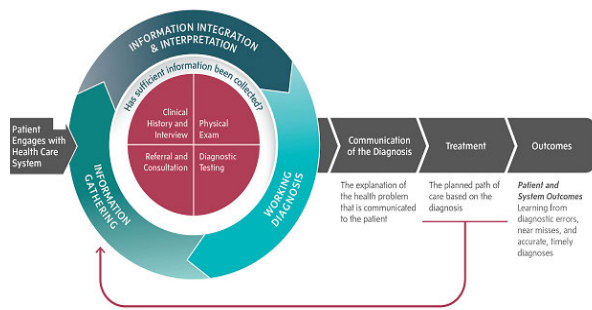 INFORMATION INTEGRATION
& INTERPRETATION
Has sufficient information been collected?
Clinical
History and
Interview
Physical
Exam
Referral and
Consultation
Diagnostic
Testing
INFORMATION
GATHERING
WORKING
DIAGNOSIS
Patient
Engages with
Health Care
System
Communication
of the Diagnosis
Treatment
Outcomes
The explanation of
the health problem
that is communicated
to the patient
The planned path of
care based on the
diagnosis
Patient and
System Outcomes
Learning from
diagnostic errors,
near misses, and
accurate, timely
diagnoses